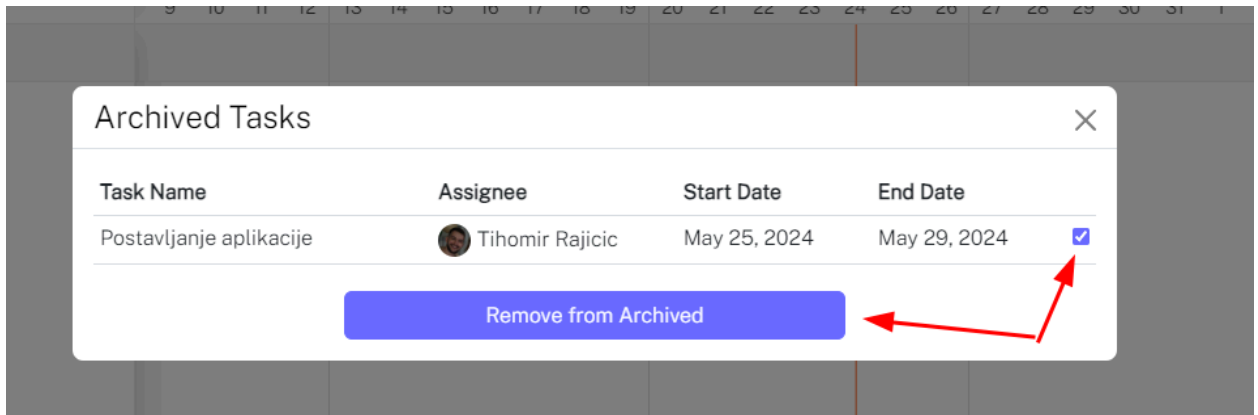 9 10 11 12 13 14 15 16 17 18 19 20 21 22 23 24 25 26 27 28 29 30 31 1
Archived Tasks
Task Name Assignee Start Date End Date
Postavljanje aplikacije Tihomir Rajicic May 25, 2024 May 29, 2024
Remove from Archived